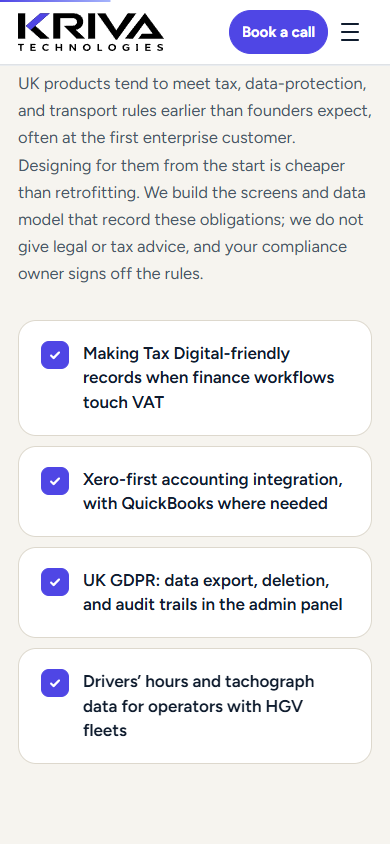 KRIVA
TECHNOLOGIES
Book a call
UK products tend to meet tax, data-protection,
and transport rules earlier than founders expect,
often at the first enterprise customer.
Designing for them from the start is cheaper
than retrofitting. We build the screens and data
model that record these obligations; we do not
give legal or tax advice, and your compliance
owner signs off the rules.
Making Tax Digital-friendly
records when finance workflows
touch VAT
Xero-first accounting integration,
with QuickBooks where needed
UK GDPR: data export, deletion,
and audit trails in the admin panel
Drivers’ hours and tachograph
data for operators with HGV
fleets